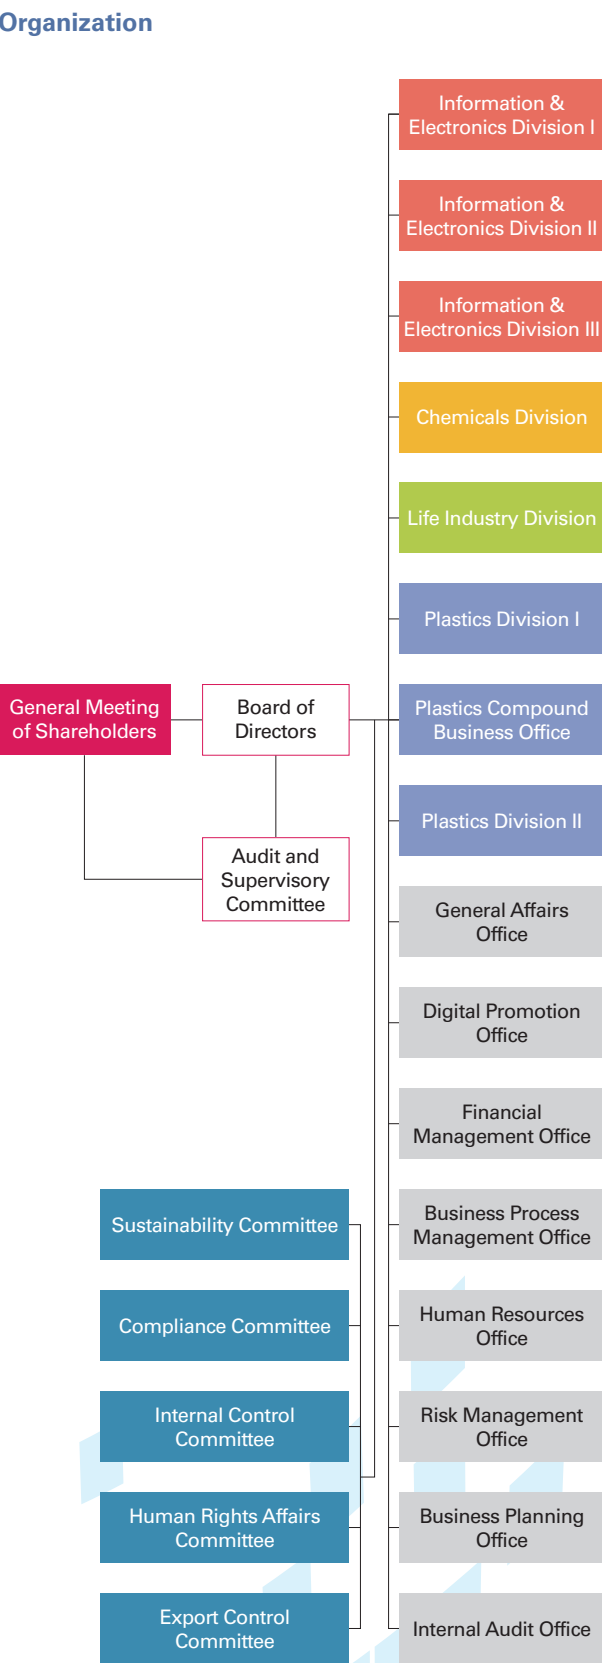 Organization
Information &
Electronics Division I
Information &
Electronics Division II
Information &
Electronics Division III
Chemicals Division
Life Industry Division
Plastics Division I
General Meeting
of Shareholders
Board of
Directors
Plastics Compound
Business Office
Plastics Division II
Audit and
Supervisory
Committee
General Affairs
Office
Digital Promotion
Office
Financial
Management Office
Sustainability Committee
Business Process
Management Office
Compliance Committee
Human Resources
Office
Internal Control
Committee
Risk Management
Office
Human Rights Affairs
Committee
Business Planning
Office
Export Control
Committee
Internal Audit Office